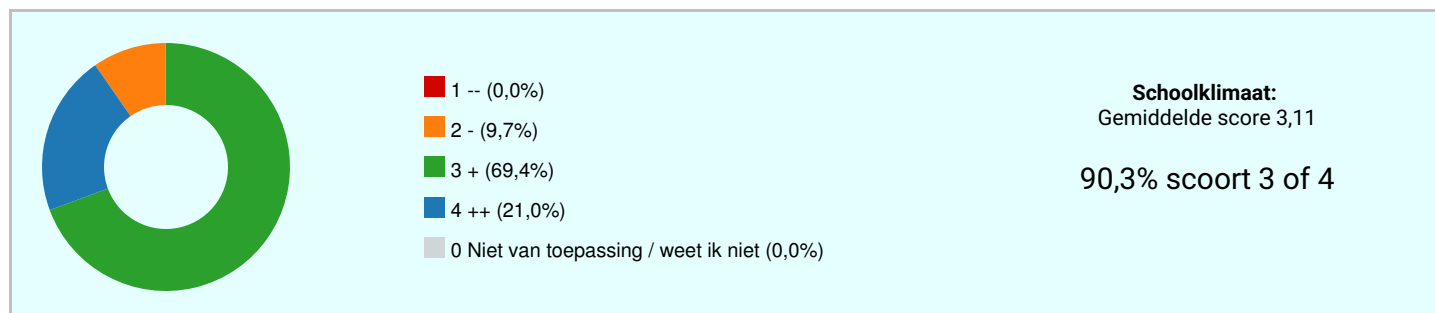 1 -- (0,0%)
2 - (9,7%)
3 + (69,4%)
4 ++ (21,0%)
0 Niet van toepassing / weet ik niet (0,0%)
Schoolklimaat:
Gemiddelde score 3,11
90,3% scoort 3 of 4